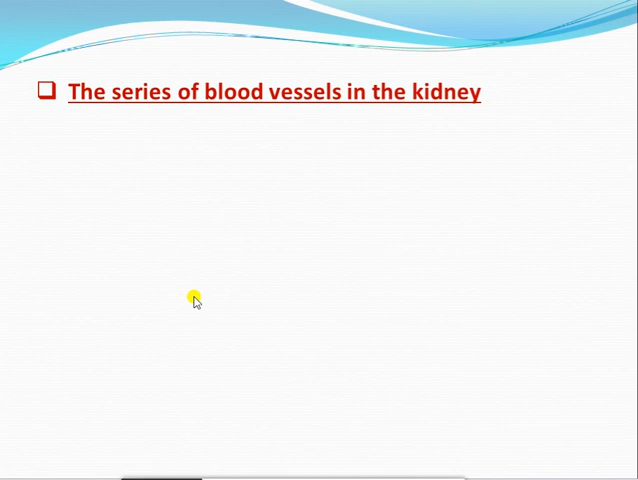 The series of blood vessels in the kidney